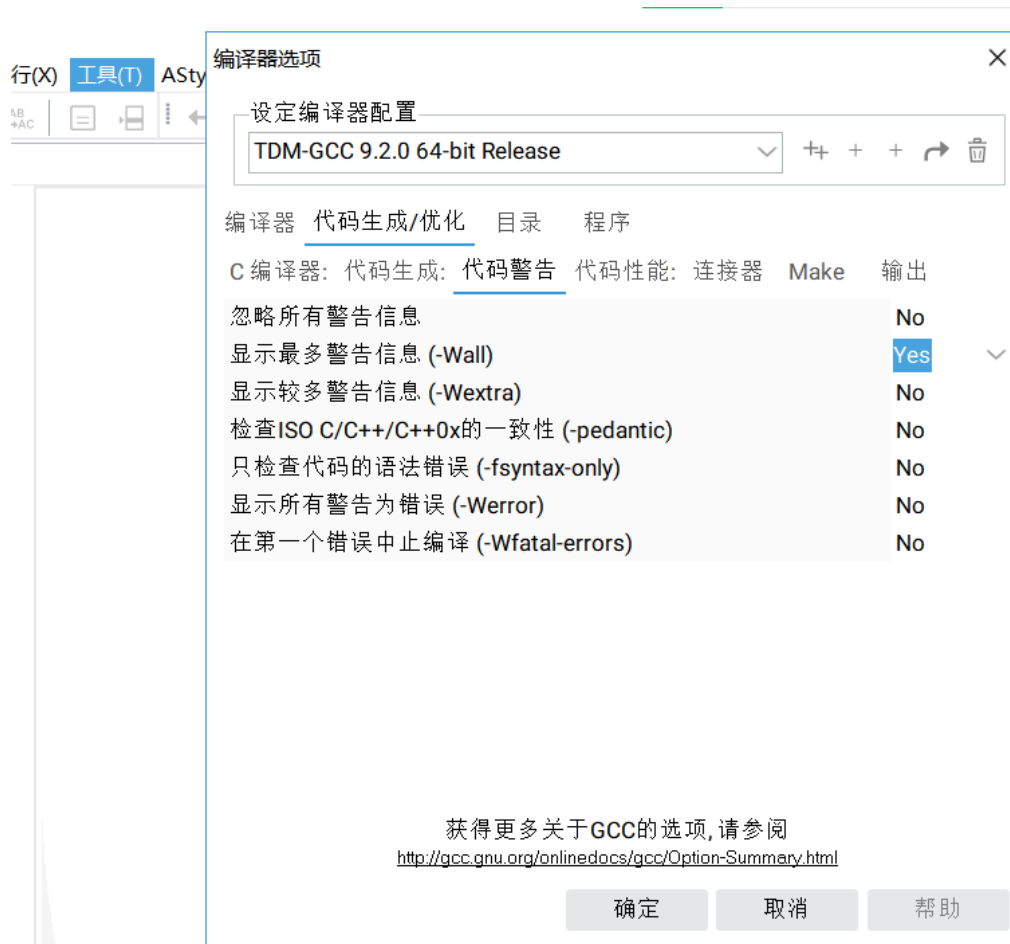 编译器选项
行(X) 工具(T) ASty
设定编译器配置
TDM-GCC 9.2.0 64-bit Release
编译器 代码生成/优化 目录 程序
C 编译器: 代码生成: 代码警告 代码性能: 连接器 Make 输出
忽略所有警告信息 No
显示最多警告信息 (-Wall) Yes
显示较多警告信息 (-Wextra) No
检查ISO C/C++/C++0x的一致性 (-pedantic) No
只检查代码的语法错误 (-fsyntax-only) No
显示所有警告为错误 (-Werror) No
在第一个错误中止编译 (-Wfatal-errors) No
获得更多关于GCC的选项,请参阅
http://gcc.gnu.org/onlinedocs/gcc/Option-Summary.html
确定 取消 帮助